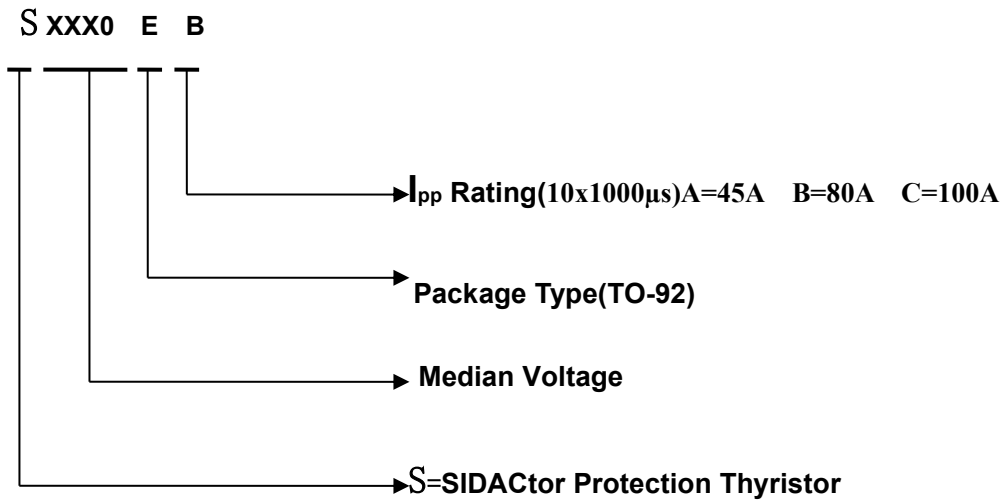 S XXX0 E B
Ipp Rating(10x1000μs)A=45A B=80A C=100A
Package Type(TO-92)
Median Voltage
S=SIDACtor Protection Thyristor